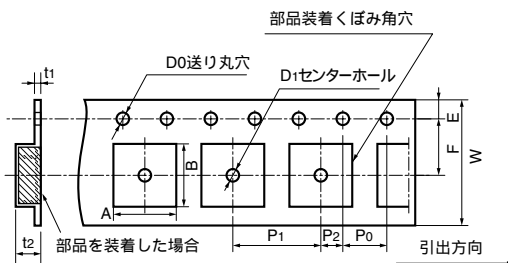 部品装着くぼみ角穴
t1
D0送り丸穴
D1センターホール
E
F
W
B
A
t2
部品を装着した場合
P1
P2
P0
引出方向